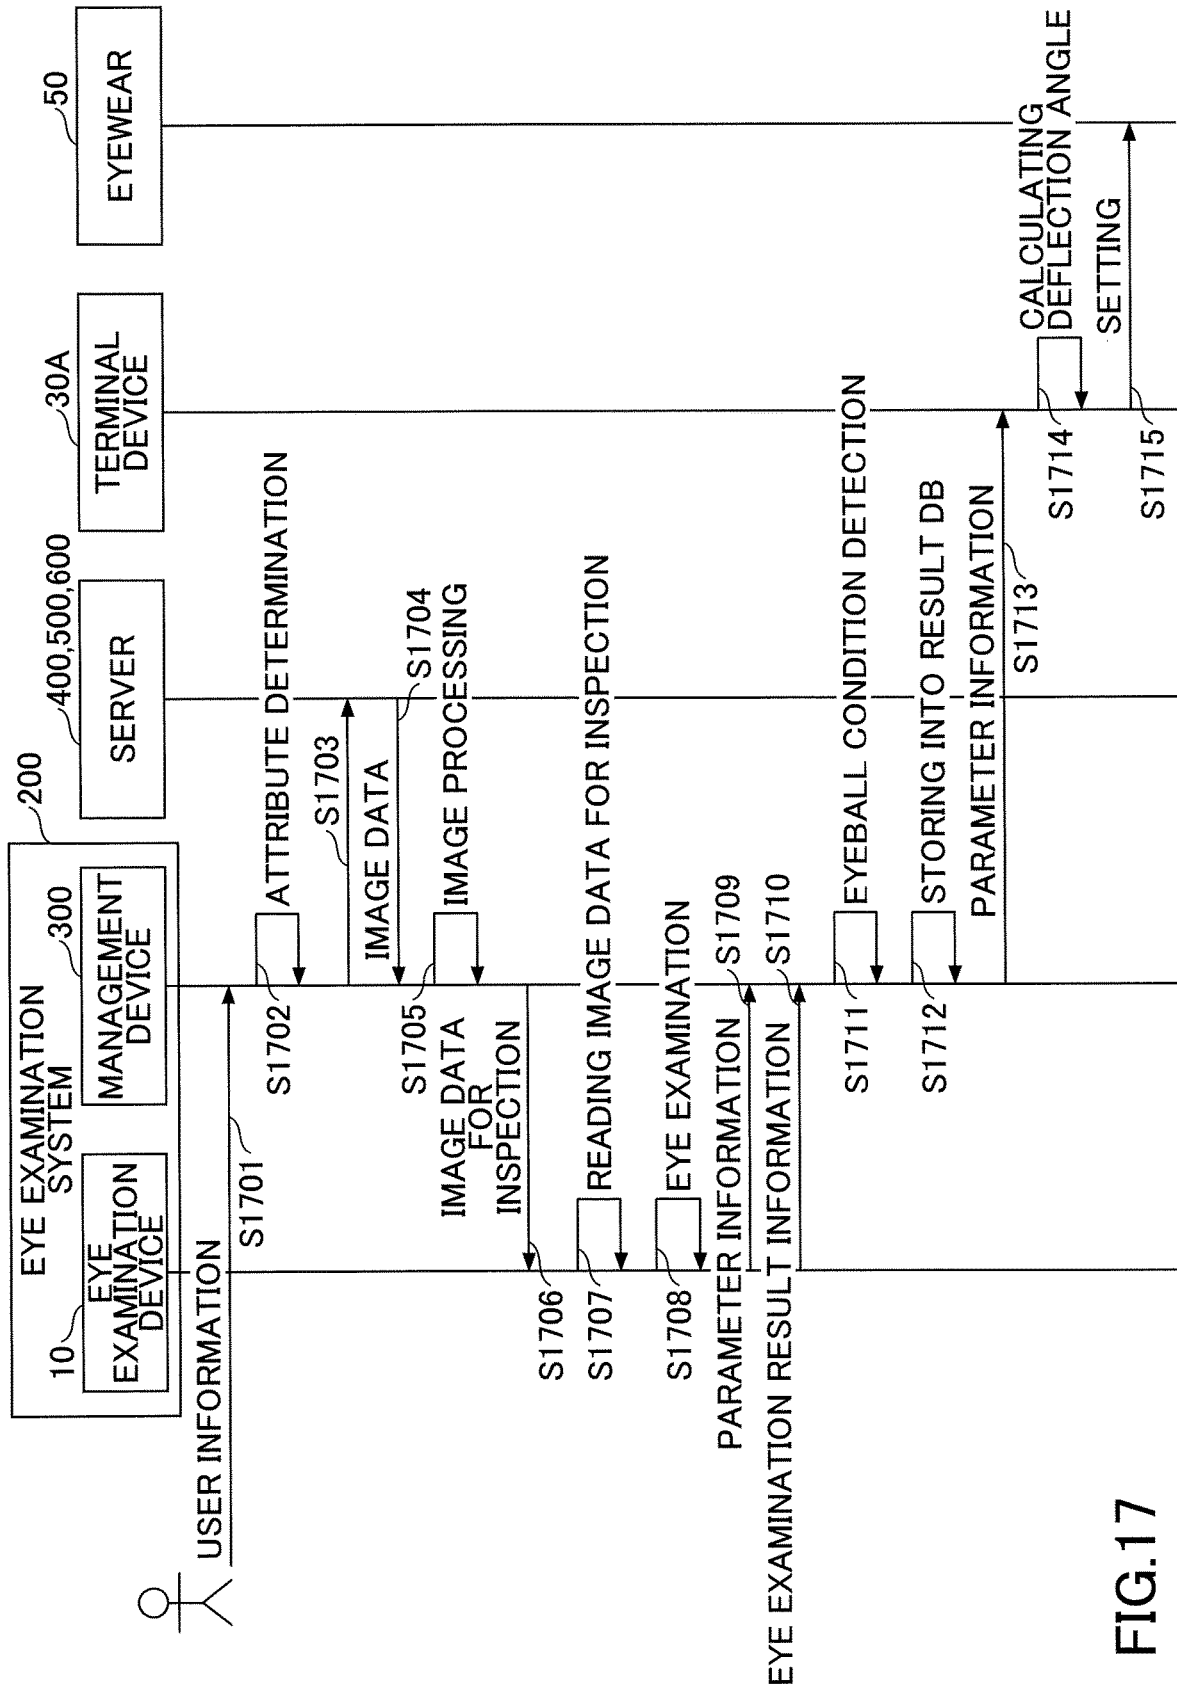 EYE EXAMINATION
SYSTEM
200
10
EYE
EXAMINATION
DEVICE
300
MANAGEMENT
DEVICE
400,500,600
SERVER
30A
TERMINAL
DEVICE
50
EYEWEAR
USER INFORMATION
S1701
S1702
ATTRIBUTE DETERMINATION
S1703
IMAGE DATA
S1704
S1705
IMAGE PROCESSING
IMAGE DATA
FOR
INSPECTION
S1706
S1707
READING IMAGE DATA FOR INSPECTION
S1708
EYE EXAMINATION
PARAMETER INFORMATION
S1709
EYE EXAMINATION RESULT INFORMATION
S1710
S1711
EYEBALL CONDITION DETECTION
S1712
STORING INTO RESULT DB
PARAMETER INFORMATION
S1713
S1714
CALCULATING
DEFLECTION ANGLE
SETTING
S1715
FIG.17